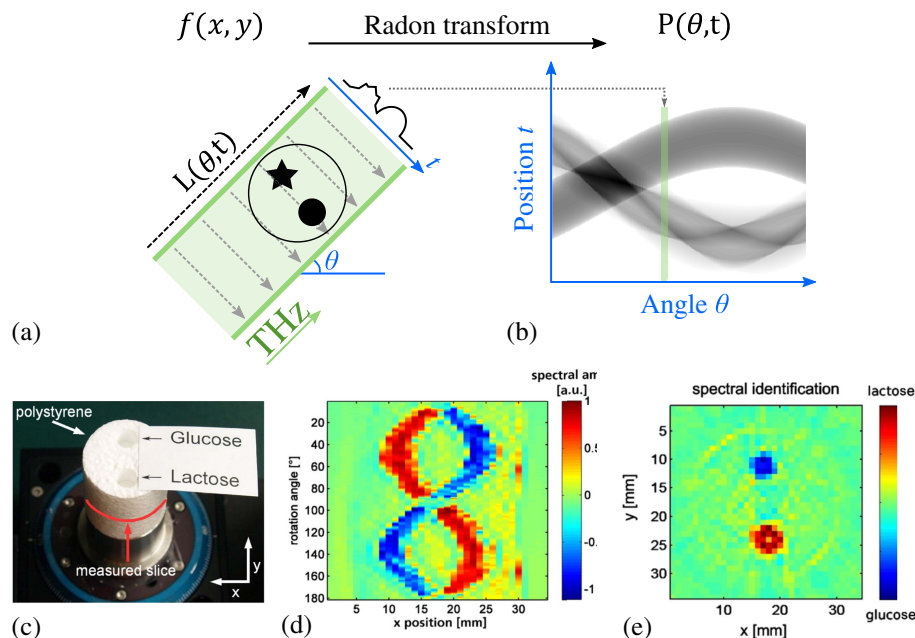 f(x, y)
Radon transform
P(θ,t)
L(θ,t)
t
θ
THz
(a)
Position t
Angle θ
(b)
polystyrene
Glucose
Lactose
measured slice
y
x
(c)
spectral am
[a.u.]
rotation angle [°]
20
40
60
80
100
120
140
160
180
5
10
15
20
25
30
x position [mm]
1
0.5
0
-0.5
-1
(d)
spectral identification
lactose
y [mm]
5
10
15
20
25
30
10
20
30
x [mm]
glucose
(e)